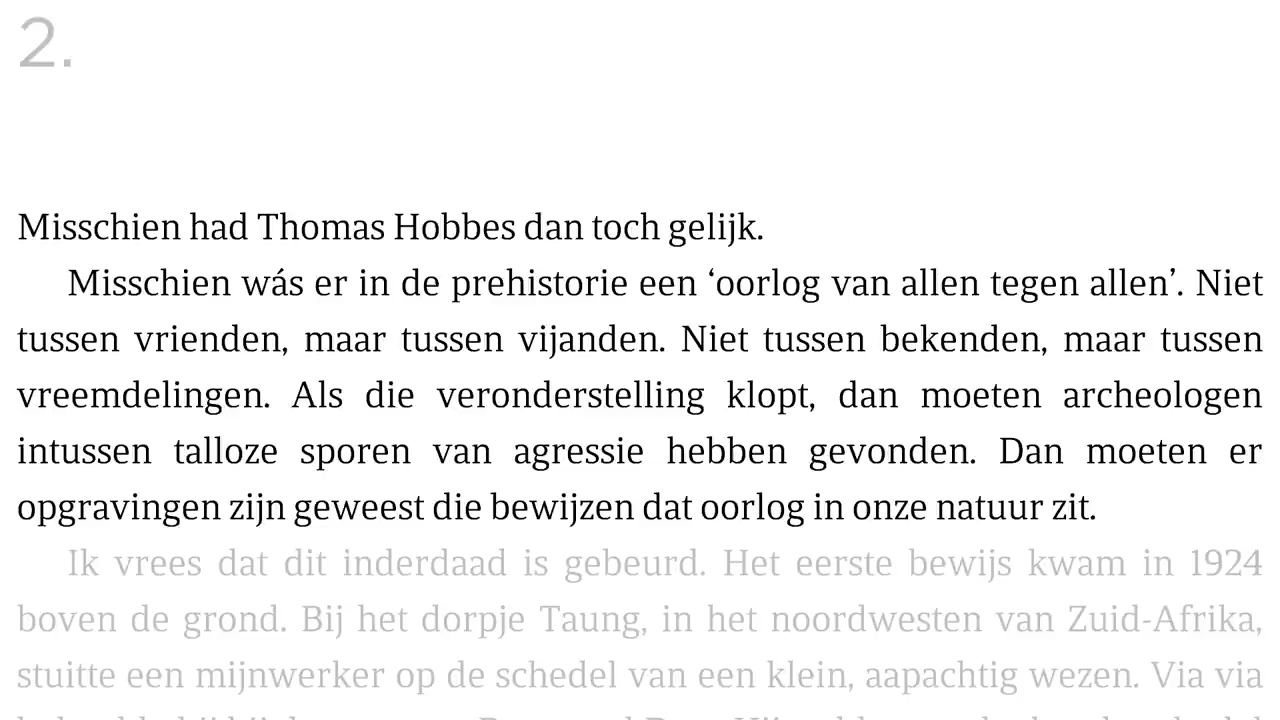 2.
Misschien had Thomas Hobbes dan toch gelijk.
Misschien wás er in de prehistorie een ‘oorlog van allen tegen allen’. Niet
tussen vrienden, maar tussen vijanden. Niet tussen bekenden, maar tussen
vreemdelingen. Als die veronderstelling klopt, dan moeten archeologen
intussen talloze sporen van agressie hebben gevonden. Dan moeten er
opgravingen zijn geweest die bewijzen dat oorlog in onze natuur zit.
Ik vrees dat dit inderdaad is gebeurd. Het eerste bewijs kwam in 1924
boven de grond. Bij het dorpje Taung, in het noordwesten van Zuid-Afrika,
stuitte een mijnwerker op de schedel van een klein, aapachtig wezen. Via via